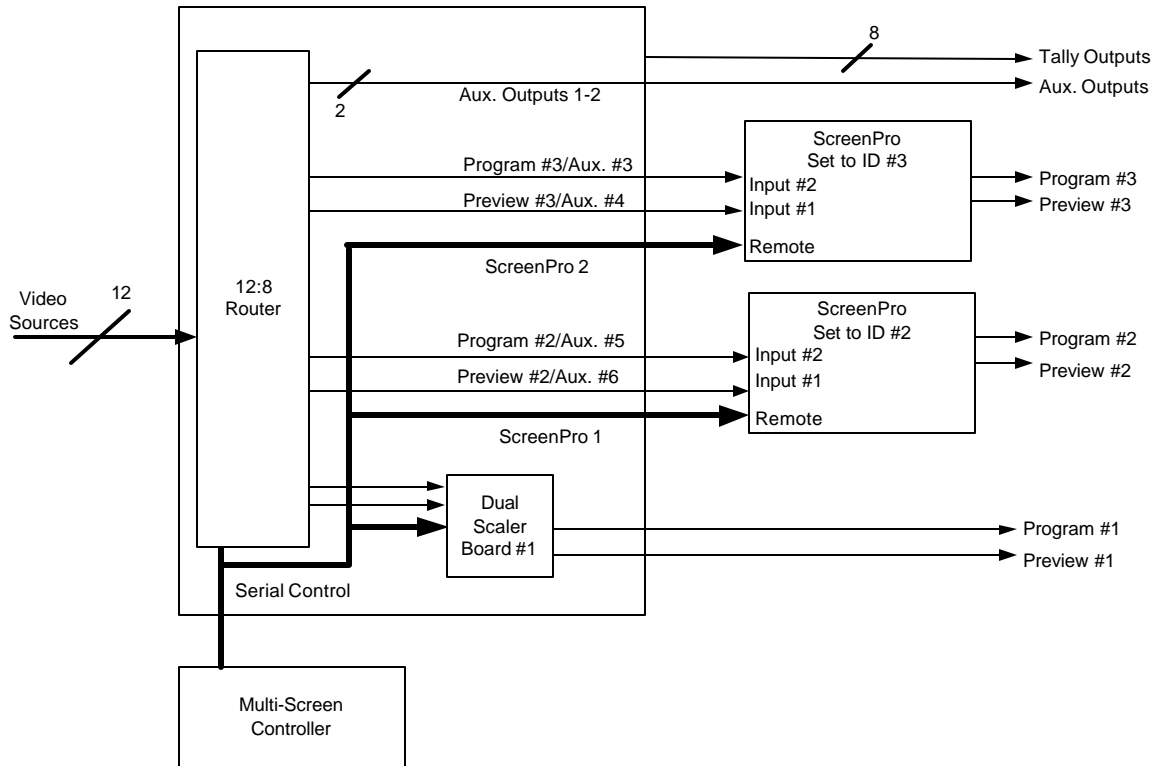 8
Tally Outputs
2
Aux. Outputs 1-2
Aux. Outputs
ScreenPro
Set to ID #3
Program #3/Aux. #3
Input #2
Program #3
Preview #3/Aux. #4
Input #1
Preview #3
Remote
ScreenPro 2
12:8
Router
Video
Sources
12
ScreenPro
Set to ID #2
Program #2/Aux. #5
Input #2
Program #2
Preview #2/Aux. #6
Input #1
Preview #2
Remote
ScreenPro 1
Dual
Scaler
Board #1
Program #1
Preview #1
Serial Control
Multi-Screen
Controller